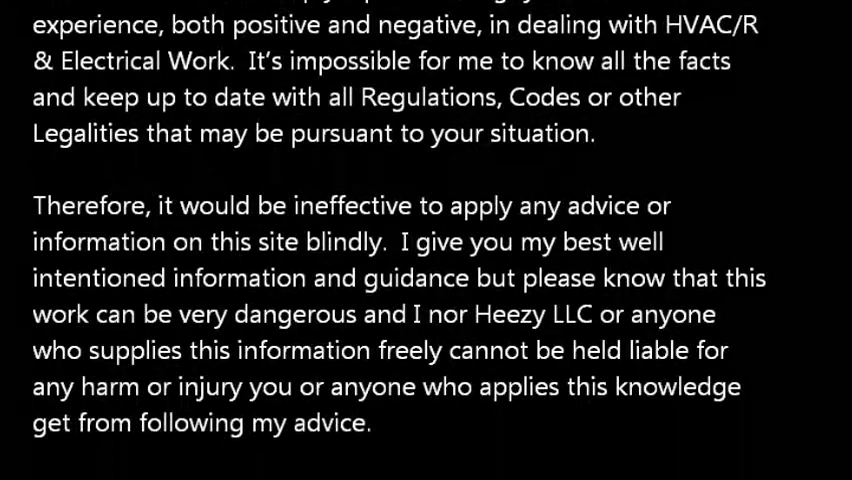 experience, both positive and negative, in dealing with HVAC/R
& Electrical Work.  It’s impossible for me to know all the facts
and keep up to date with all Regulations, Codes or other
Legalities that may be pursuant to your situation.
Therefore, it would be ineffective to apply any advice or
information on this site blindly.  I give you my best well
intentioned information and guidance but please know that this
work can be very dangerous and I nor Heezy LLC or anyone
who supplies this information freely cannot be held liable for
any harm or injury you or anyone who applies this knowledge
get from following my advice.